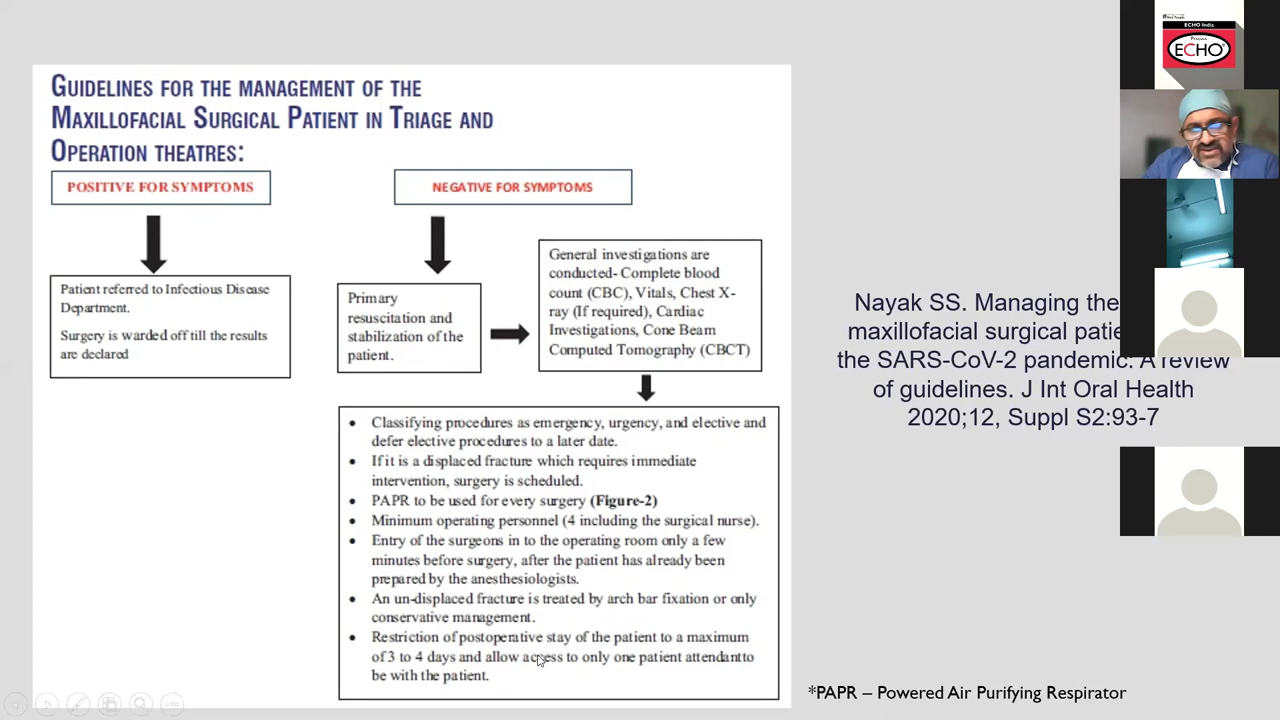 GUIDELINES FOR THE MANAGEMENT OF THE
MAXILLOFACIAL SURGICAL PATIENT IN TRIAGE AND
OPERATION THEATRES:
POSITIVE FOR SYMPTOMS
NEGATIVE FOR SYMPTOMS
Patient referred to Infectious Disease
Department.
Surgery is warded off till the results
are declared
Primary
resuscitation and
stabilization of the
patient.
General investigations are
conducted- Complete blood
count (CBC), Vitals, Chest X-
ray (If required), Cardiac
Investigations, Cone Beam
Computed Tomography (CBCT)
• Classifying procedures as emergency, urgency, and elective and
defer elective procedures to a later date.
• If it is a displaced fracture which requires immediate
intervention, surgery is scheduled.
• PAPR to be used for every surgery (Figure-2)
• Minimum operating personnel (4 including the surgical nurse).
• Entry of the surgeons in to the operating room only a few
minutes before surgery, after the patient has already been
prepared by the anesthesiologists.
• An un-displaced fracture is treated by arch bar fixation or only
conservative management.
• Restriction of postoperative stay of the patient to a maximum
of 3 to 4 days and allow access to only one patient attendantto
be with the patient.
Nayak SS. Managing the
maxillofacial surgical
the SARS-CoV-2 pandemic: A review
of guidelines. J Int Oral Health
2020;12, Suppl S2:93-7
*PAPR – Powered Air Purifying Respirator
ECHO India
ECHO